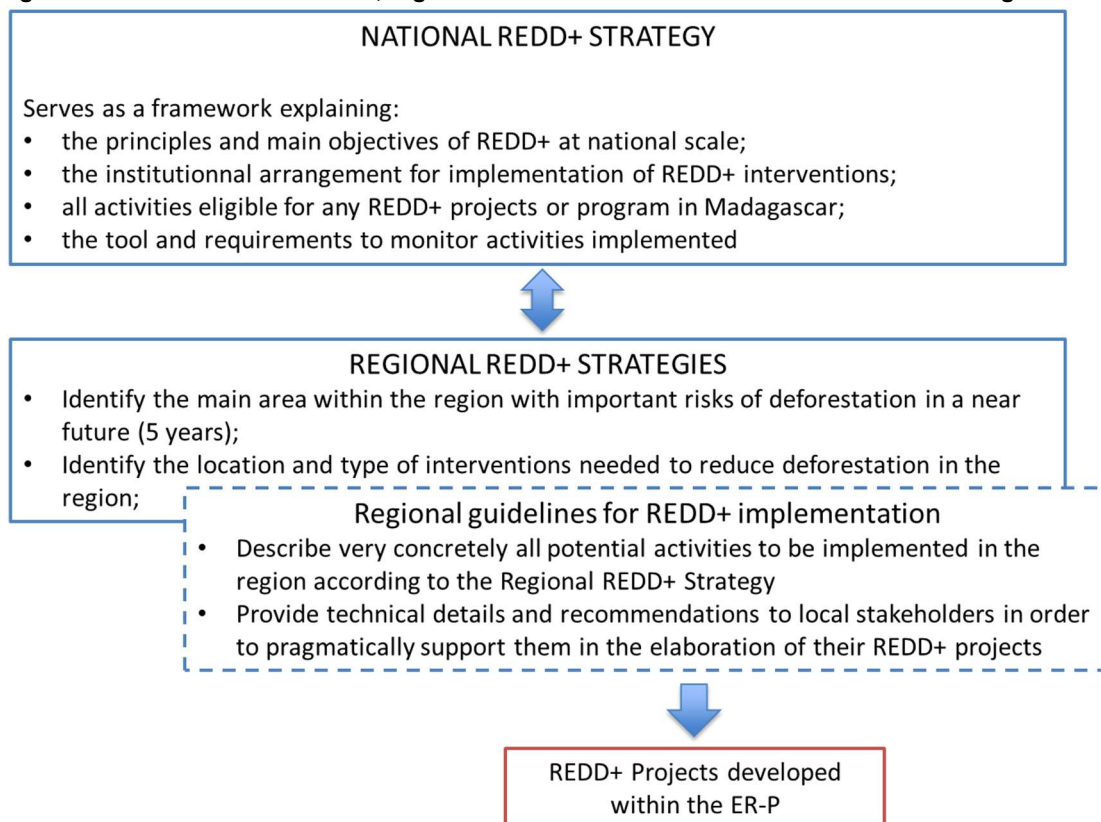 NATIONAL REDD+ STRATEGY
Serves as a framework explaining:
• the principles and main objectives of REDD+ at national scale;
• the institutionnal arrangement for implementation of REDD+ interventions;
• all activities eligible for any REDD+ projects or program in Madagascar;
• the tool and requirements to monitor activities implemented
REGIONAL REDD+ STRATEGIES
• Identify the main area within the region with important risks of deforestation in a near
future (5 years);
• Identify the location and type of interventions needed to reduce deforestation in the
region;
Regional guidelines for REDD+ implementation
• Describe very concretely all potential activities to be implemented in the
region according to the Regional REDD+ Strategy
• Provide technical details and recommendations to local stakeholders in order
to pragmatically support them in the elaboration of their REDD+ projects
REDD+ Projects developed
within the ER-P